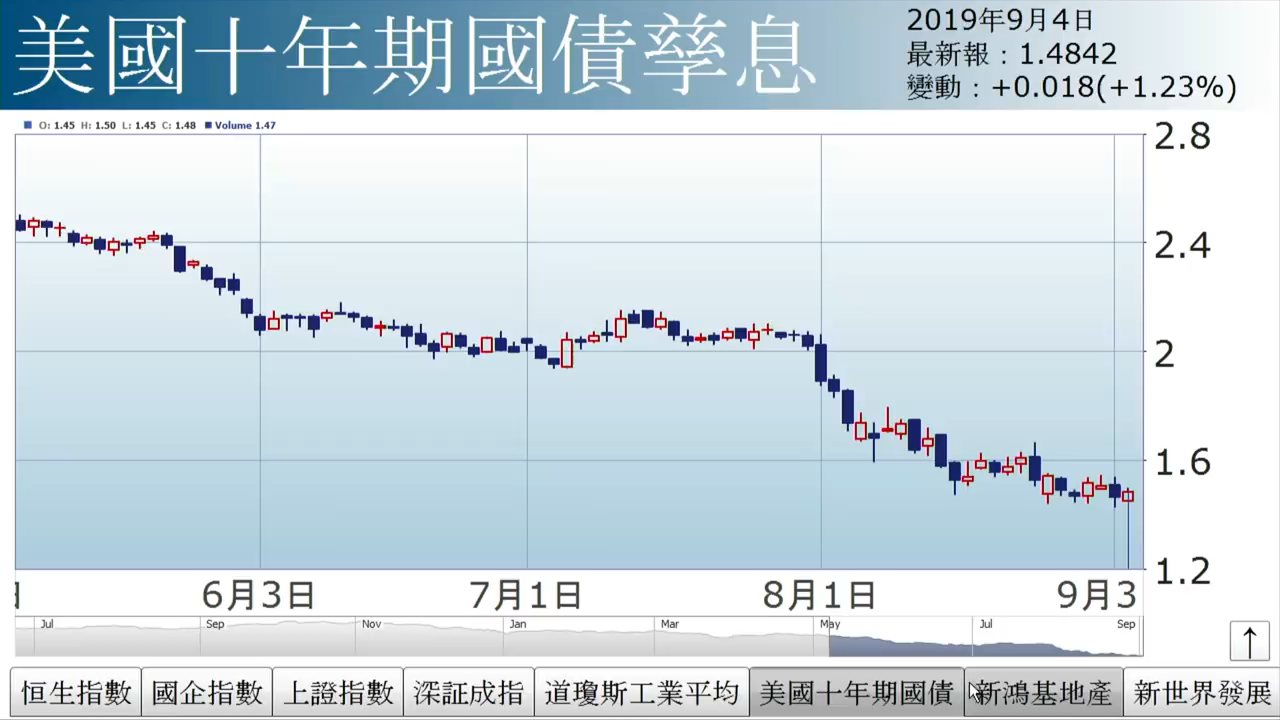 美國十年期國債孳息
2019年9月4日
最新報：1.4842
變動：+0.018(+1.23%)
O: 1.45 H: 1.50 L: 1.45 C: 1.48 Volume 1.47
2.8
2.4
2
1.6
1.2
6月3日 7月1日 8月1日 9月3
Jul Sep Nov Jan Mar May Jul Sep
↑
恒生指數 國企指數 上證指數 深証成指 道瓊斯工業平均 美國十年期國債 新鴻基地產 新世界發展